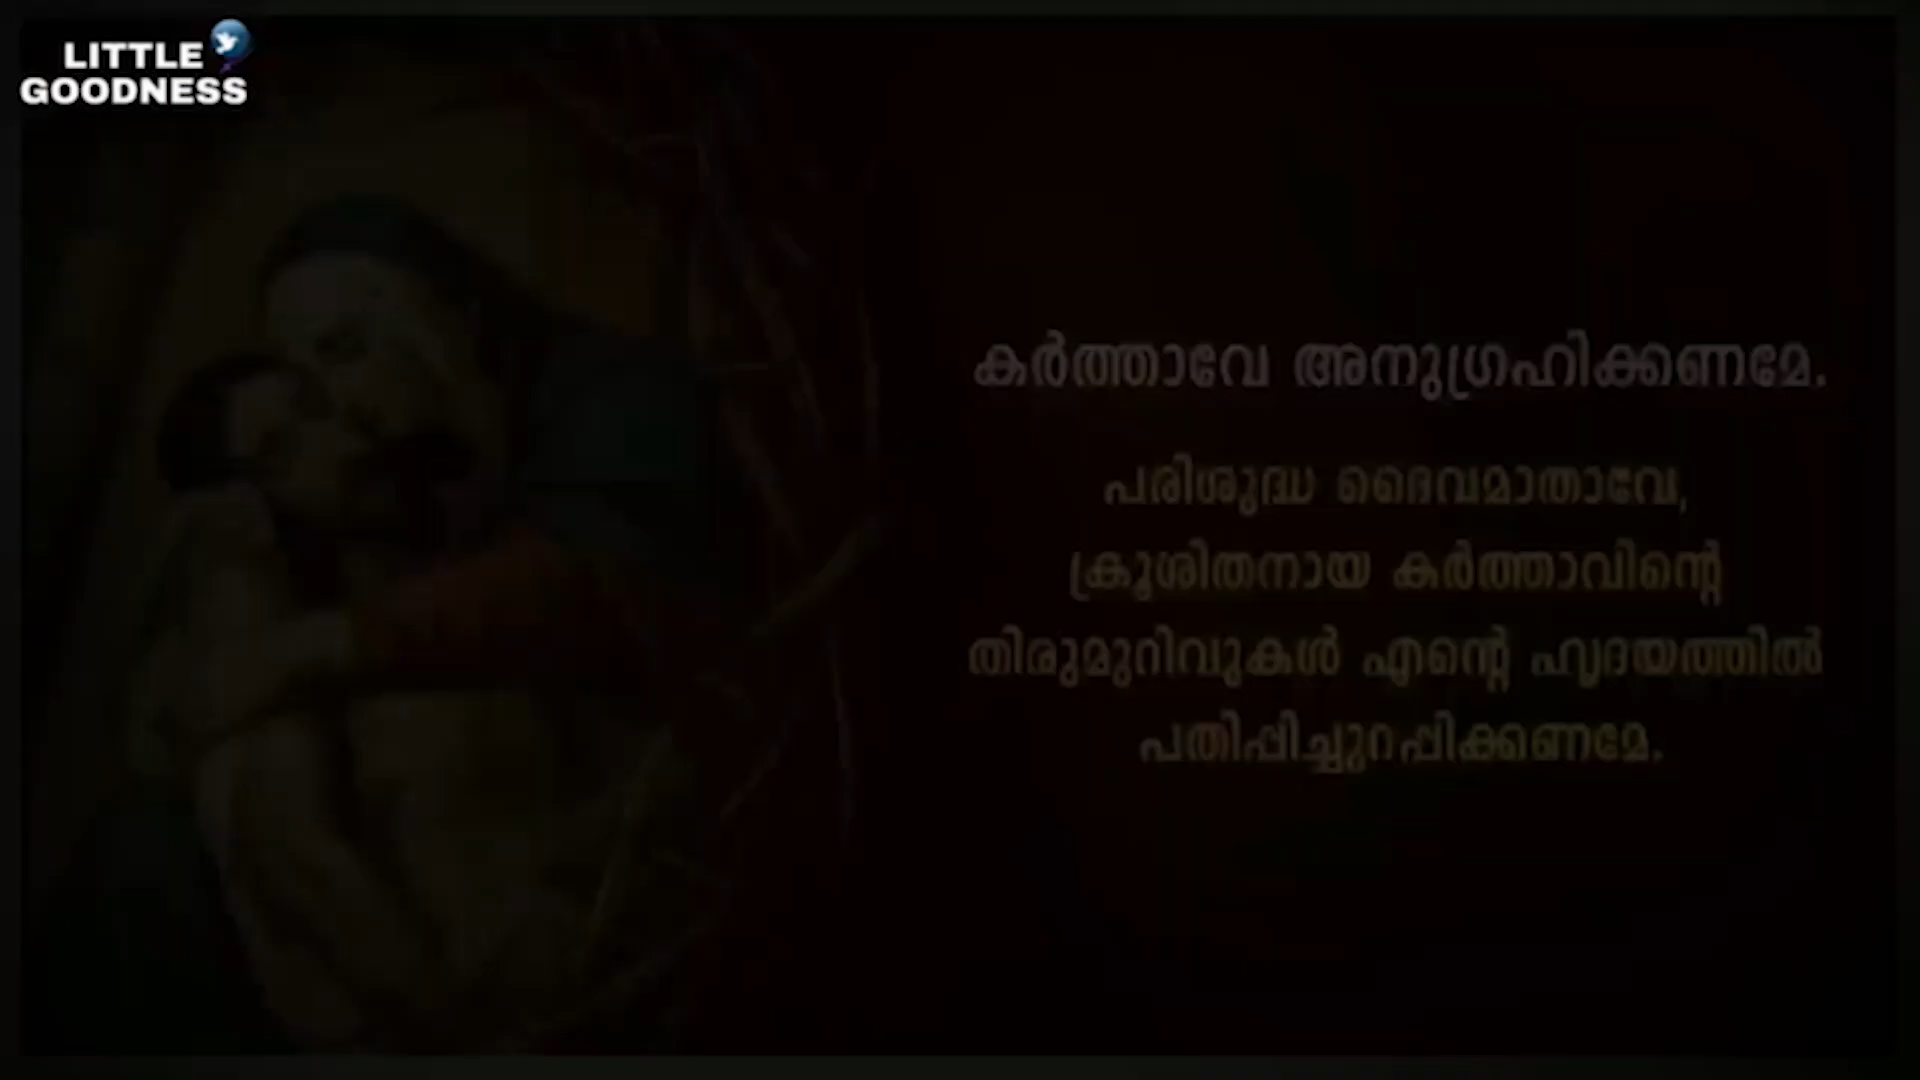 LITTLE
GOODNESS
കർത്താവേ അനുഗ്രഹിക്കണമേ.
പരിശുദ്ധ ദൈവമാതാവേ,
ക്രൂശിതനായ കർത്താവിന്റെ
തിരുമുറിവുകൾ എന്റെ ഹൃദയത്തിൽ
പതിപ്പിച്ചുറപ്പിക്കണമേ.